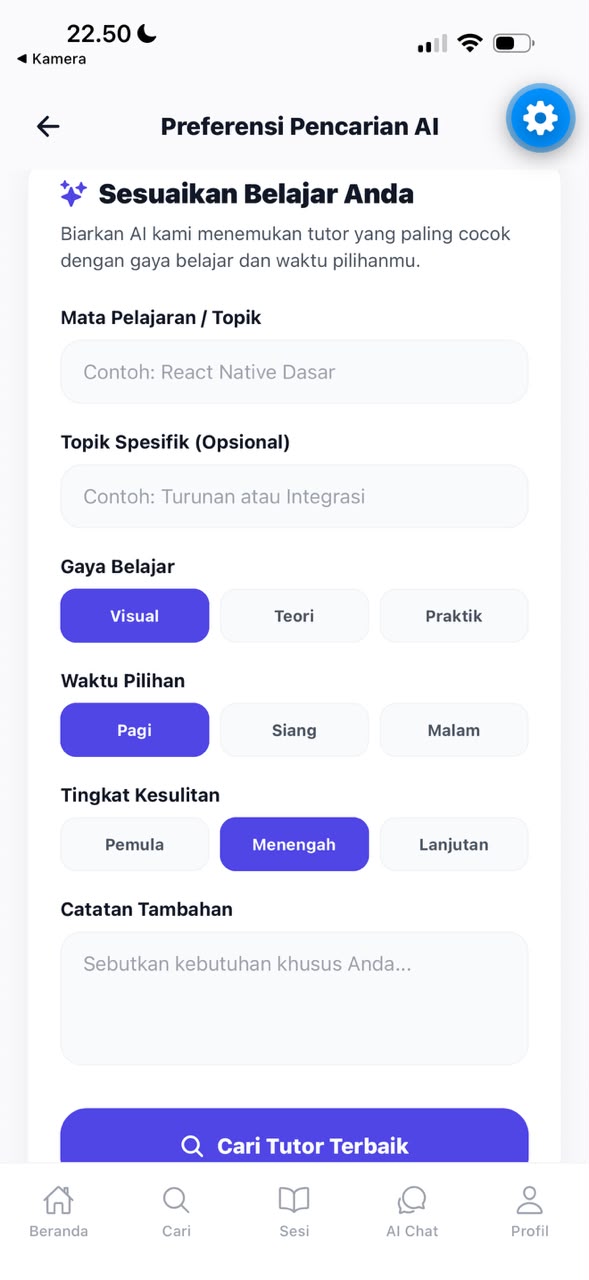 22.50
◀ Kamera
Preferensi Pencarian AI
Sesuaikan Belajar Anda
Biarkan AI kami menemukan tutor yang paling cocok
dengan gaya belajar dan waktu pilihanmu.
Mata Pelajaran / Topik
Contoh: React Native Dasar
Topik Spesifik (Opsional)
Contoh: Turunan atau Integrasi
Gaya Belajar
Visual Teori Praktik
Waktu Pilihan
Pagi Siang Malam
Tingkat Kesulitan
Pemula Menengah Lanjutan
Catatan Tambahan
Sebutkan kebutuhan khusus Anda...
Cari Tutor Terbaik
Beranda Cari Sesi AI Chat Profil